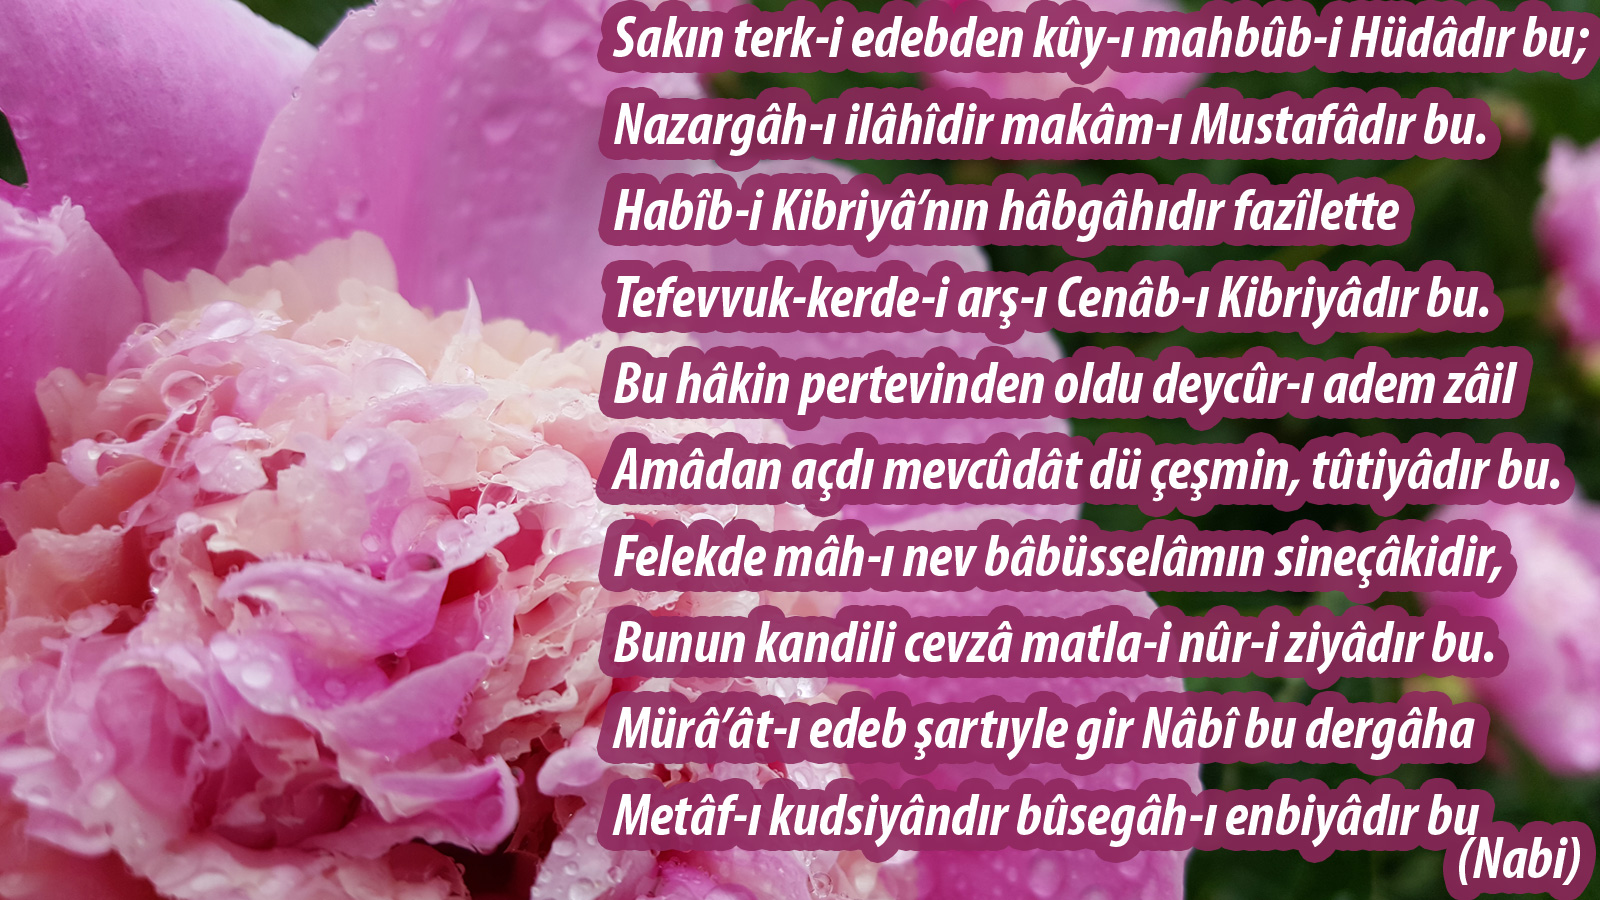 Sakın terk-i edebden kûy-ı mahbûb-i Hüdâdır bu;
Nazargâh-ı ilâhîdir makâm-ı Mustafâdır bu.
Habîb-i Kibriyâ’nın hâbgâhıdır fazîlette
Tefevvuk-kerde-i arş-ı Cenâb-ı Kibriyâdır bu.
Bu hâkin pertevinden oldu deycûr-ı adem zâil
Amâdan açdı mevcûdât dü çeşmin, tûtiyâdır bu.
Felekde mâh-ı nev bâbüsselâmın sineçâkidir,
Bunun kandili cevzâ matla-i nûr-i ziyâdır bu.
Mürâ’ât-ı edeb şartıyle gir Nâbî bu dergâha
Metâf-ı kudsiyândır bûsegâh-ı enbiyâdır bu
(Nabi)